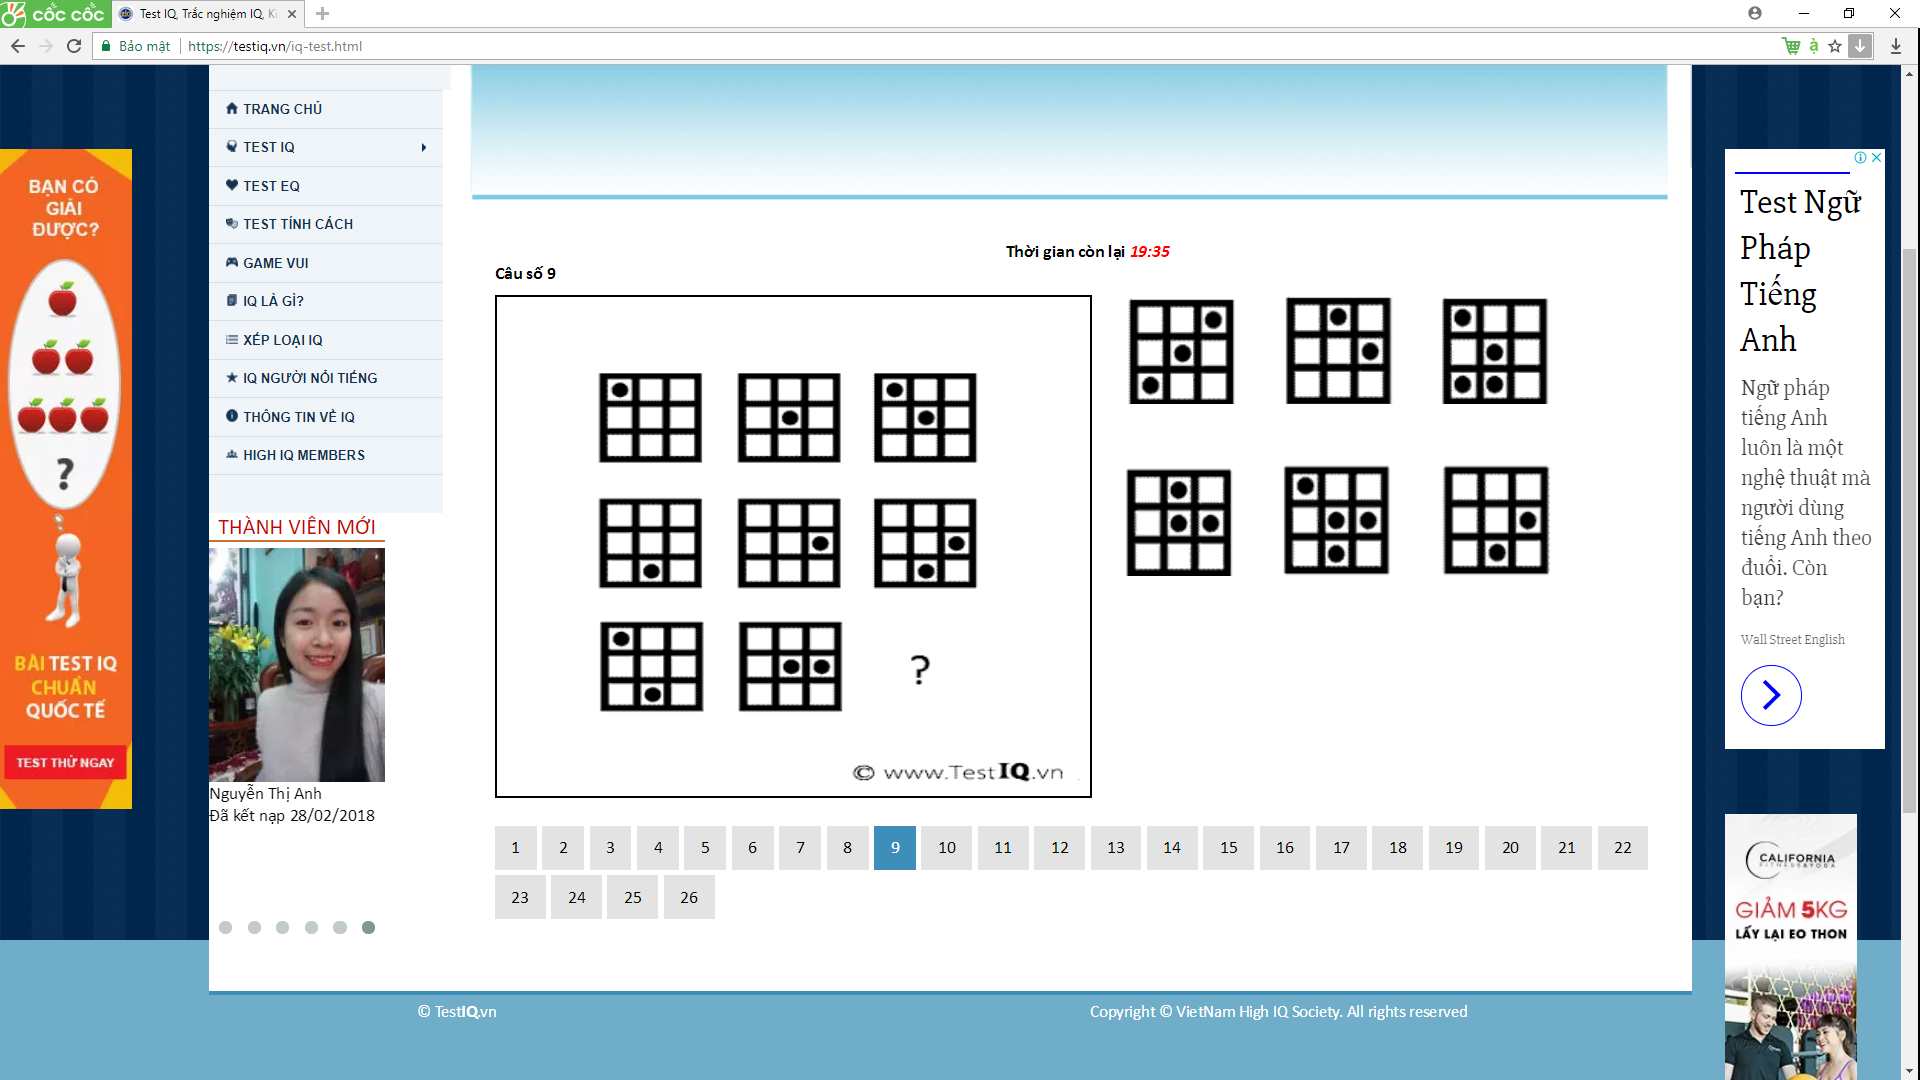 cốc cốc
Test IQ, Trắc nghiệm IQ, Ki
Bảo mật
https://testiq.vn/iq-test.html
TRANG CHỦ
TEST IQ
TEST EQ
TEST TÍNH CÁCH
GAME VUI
IQ LÀ GÌ?
XẾP LOẠI IQ
IQ NGƯỜI NỔI TIẾNG
THÔNG TIN VỀ IQ
HIGH IQ MEMBERS
THÀNH VIÊN MỚI
Nguyễn Thị Anh
Đã kết nạp 28/02/2018
BẠN CÓ
GIẢI
ĐƯỢC?
?
BÀI TEST IQ
CHUẨN
QUỐC TẾ
TEST THỬ NGAY
Thời gian còn lại 19:35
Câu số 9
?
© www.TestIQ.vn
1 2 3 4 5 6 7 8 9 10 11 12 13 14 15 16 17 18 19 20 21 22
23 24 25 26
Test Ngữ
Pháp
Tiếng
Anh
Ngữ pháp
tiếng Anh
luôn là một
nghệ thuật mà
người dùng
tiếng Anh theo
đuổi. Còn
bạn?
Wall Street English
CALIFORNIA
FITNESS & YOGA
GIẢM 5KG
LẤY LẠI EO THON
© TestIQ.vn
Copyright © VietNam High IQ Society. All rights reserved